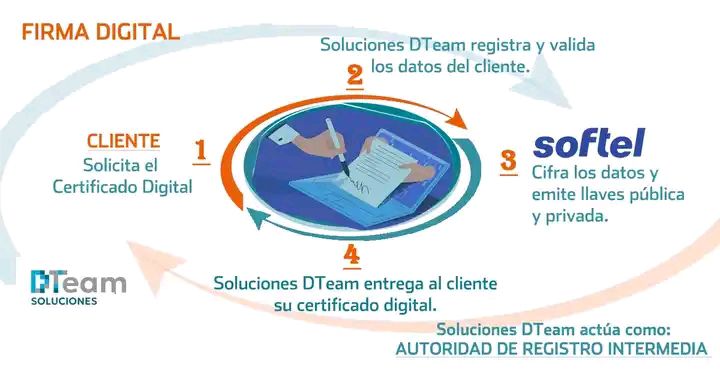 FIRMA DIGITAL
Soluciones DTeam registra y valida
los datos del cliente.
2
CLIENTE
Solicita el
Certificado Digital
1
softel
3
Cifra los datos y
emite llaves pública
y privada.
4
Soluciones DTeam entrega al cliente
su certificado digital.
DTeam
SOLUCIONES
Soluciones DTeam actúa como:
AUTORIDAD DE REGISTRO INTERMEDIA